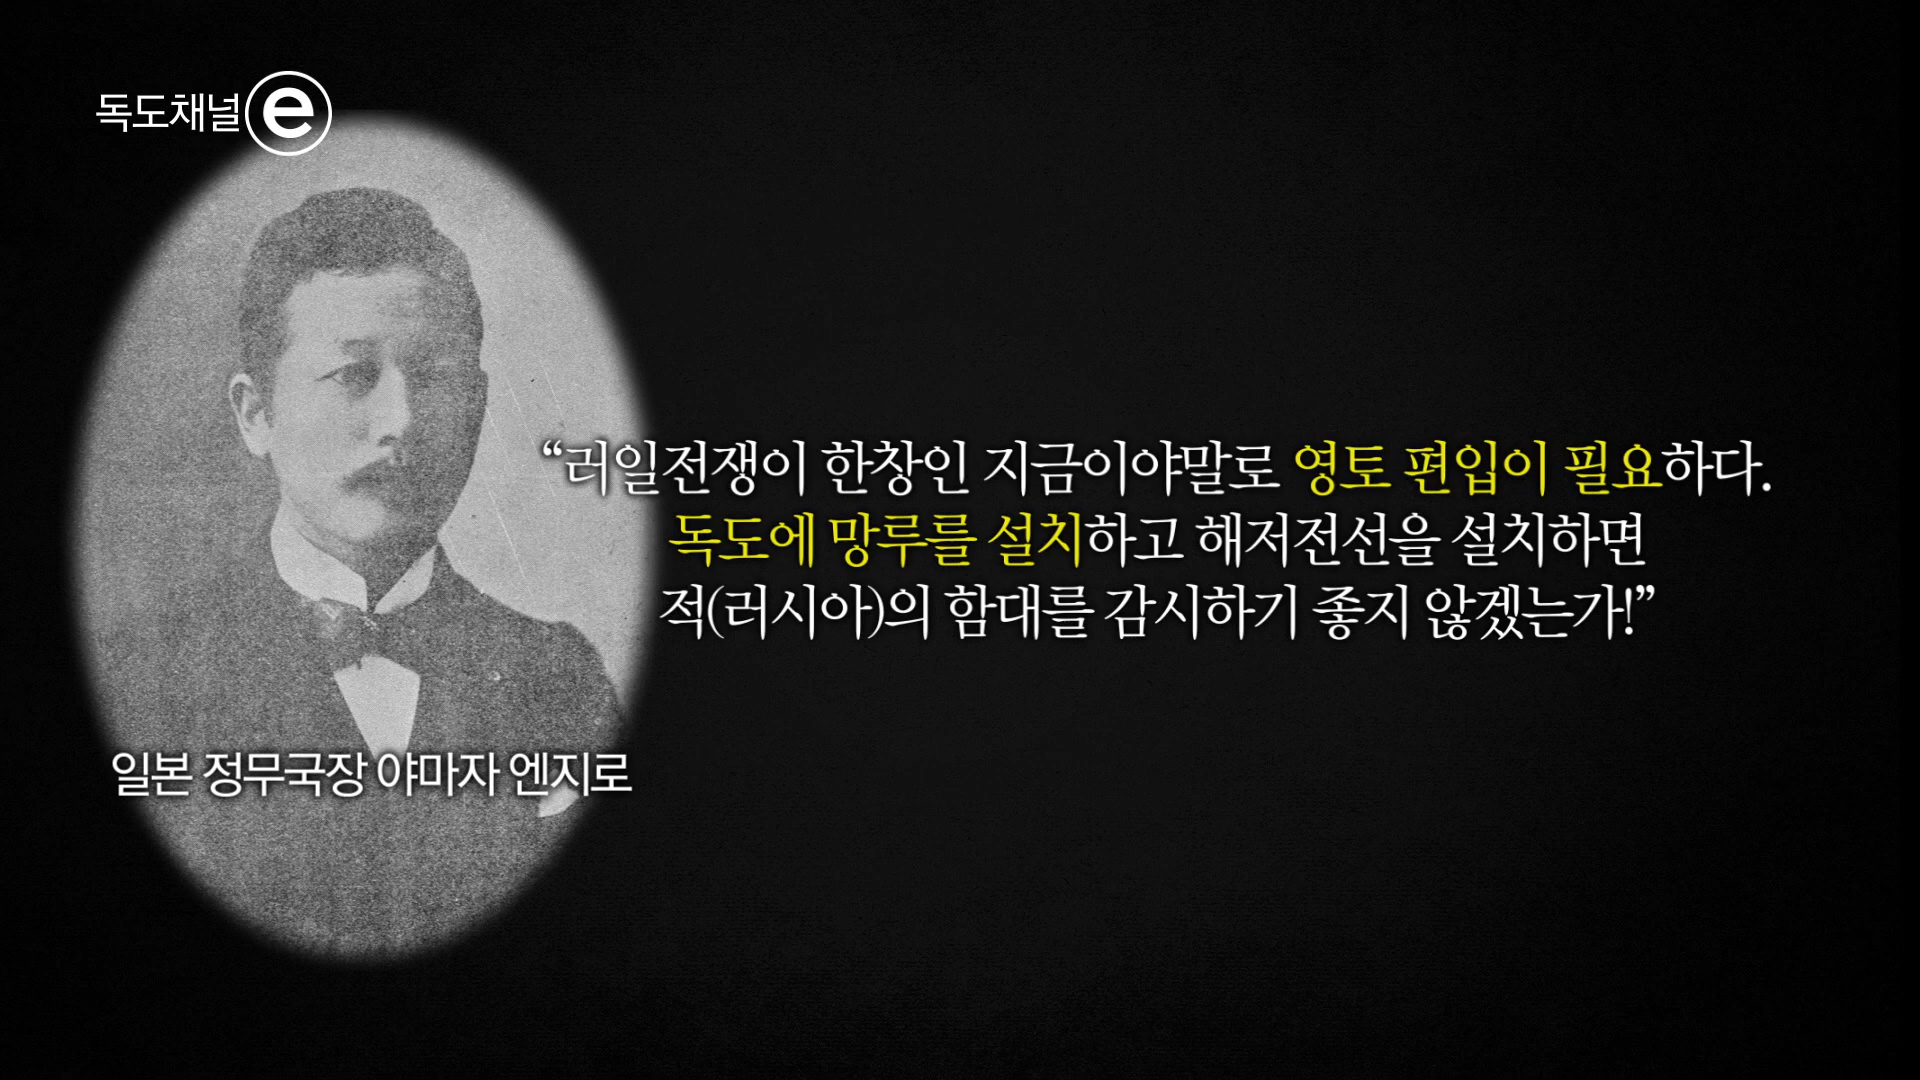 독도채널e
“러일전쟁이 한창인 지금이야말로 영토 편입이 필요하다.
독도에 망루를 설치하고 해저전선을 설치하면
적(러시아)의 함대를 감시하기 좋지 않겠는가!”
일본 정무국장 야마자 엔지로